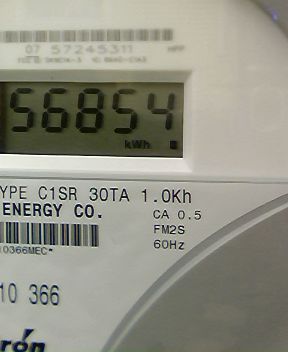 07 57245311
56854
kWh
YPE C1SR 30TA 1.0Kh
ENERGY CO.
CA 0.5
FM2S
60Hz
10366MEC*
10 366
rón